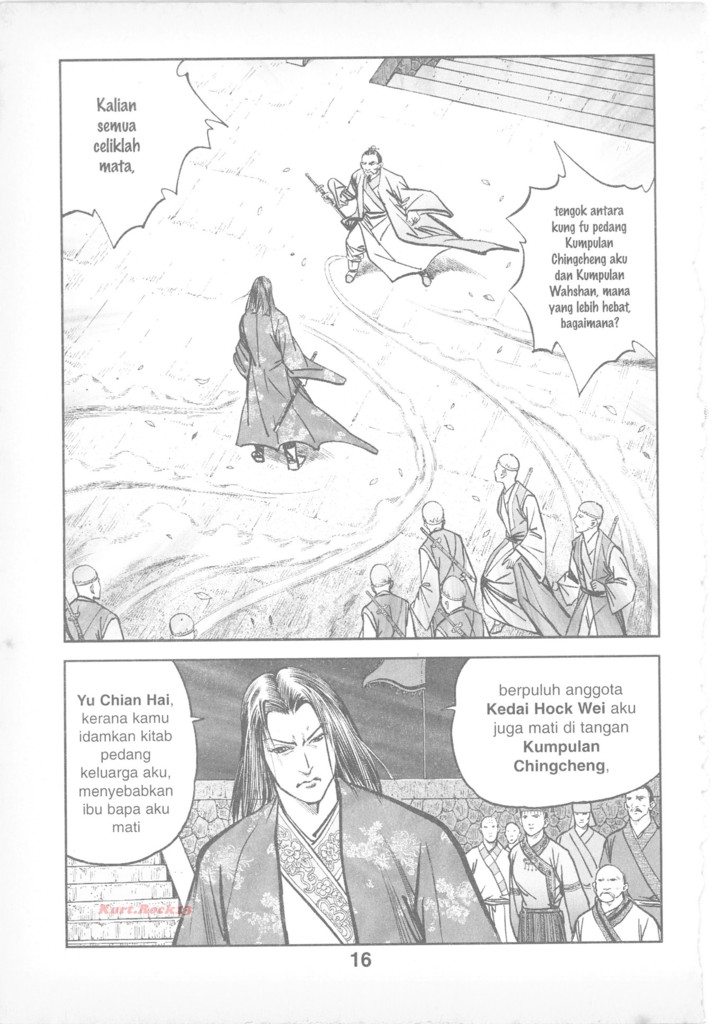 Kalian
semua
celiklah
mata,
tengok antara
kung fu pedang
Kumpulan
Chingcheng aku
dan Kumpulan
Wahshan, mana
yang lebih hebat,
bagaimana?
Yu Chian Hai,
kerana kamu
idamkan kitab
pedang
keluarga aku,
menyebabkan
ibu bapa aku
mati
berpuluh anggota
Kedai Hock Wei aku
juga mati di tangan
Kumpulan
Chingcheng,
16